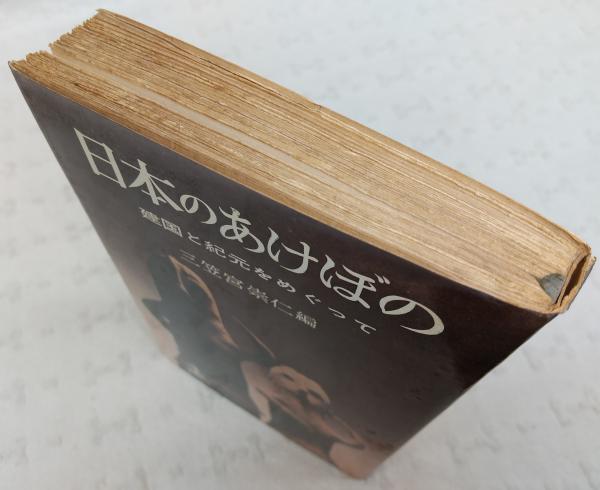 日本のあけぼの
建国と紀元をめぐって
三笠宮崇仁編